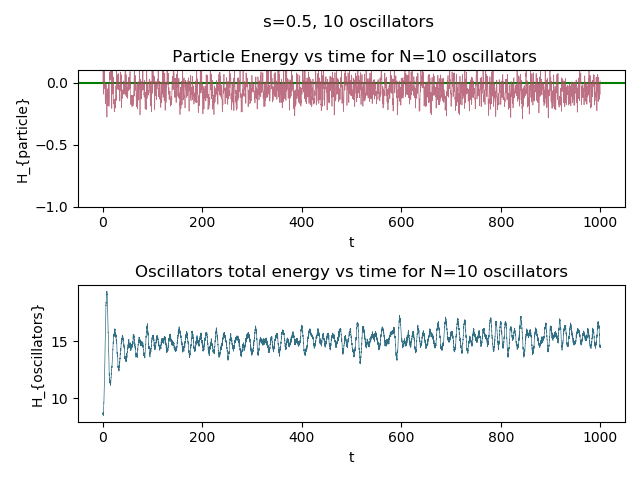 s=0.5, 10 oscillators
Particle Energy vs time for N=10 oscillators
H_{particle}
0.0
−0.5
−1.0
0 200 400 600 800 1000
t
Oscillators total energy vs time for N=10 oscillators
H_{oscillators}
15
10
0 200 400 600 800 1000
t